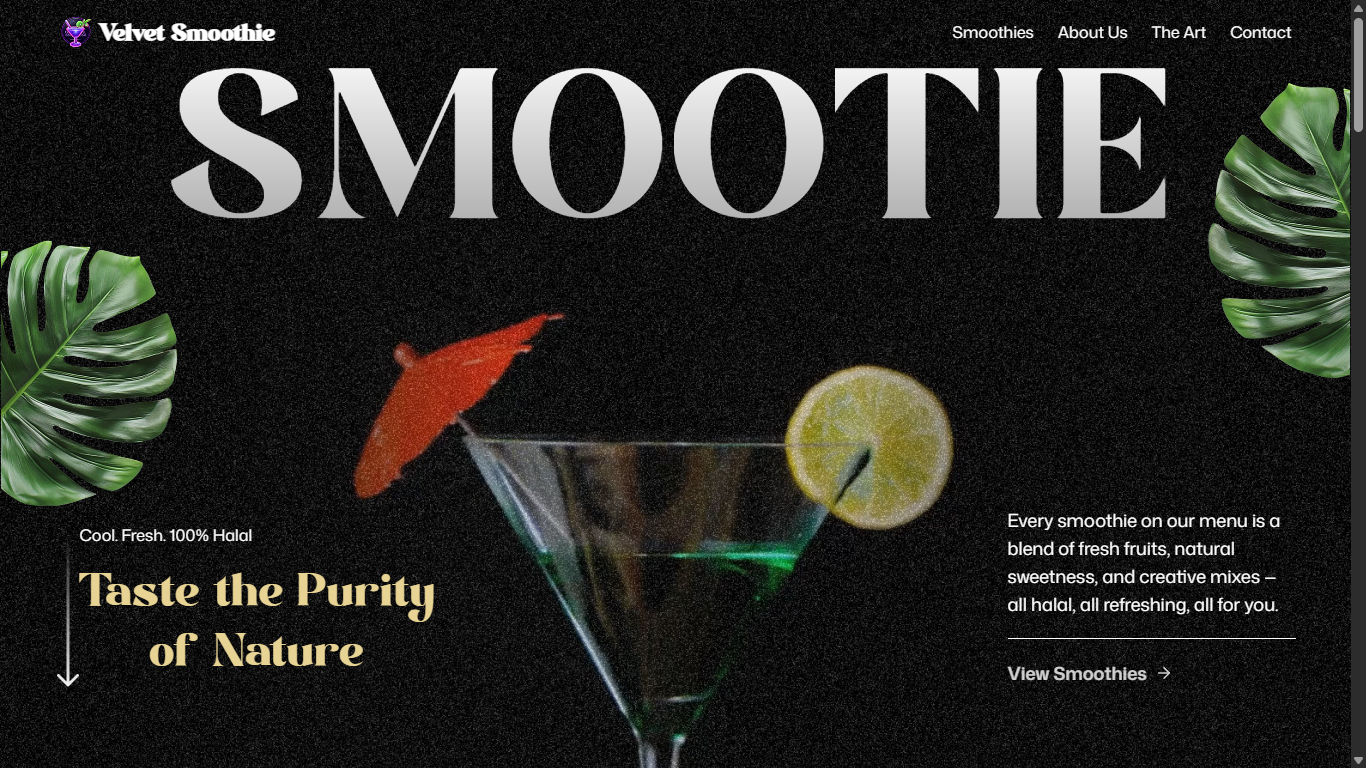 Velvet Smoothie
Smoothies About Us The Art Contact
SMOOTIE
Cool. Fresh. 100% Halal
Taste the Purity
of Nature
Every smoothie on our menu is a
blend of fresh fruits, natural
sweetness, and creative mixes –
all halal, all refreshing, all for you.
View Smoothies →